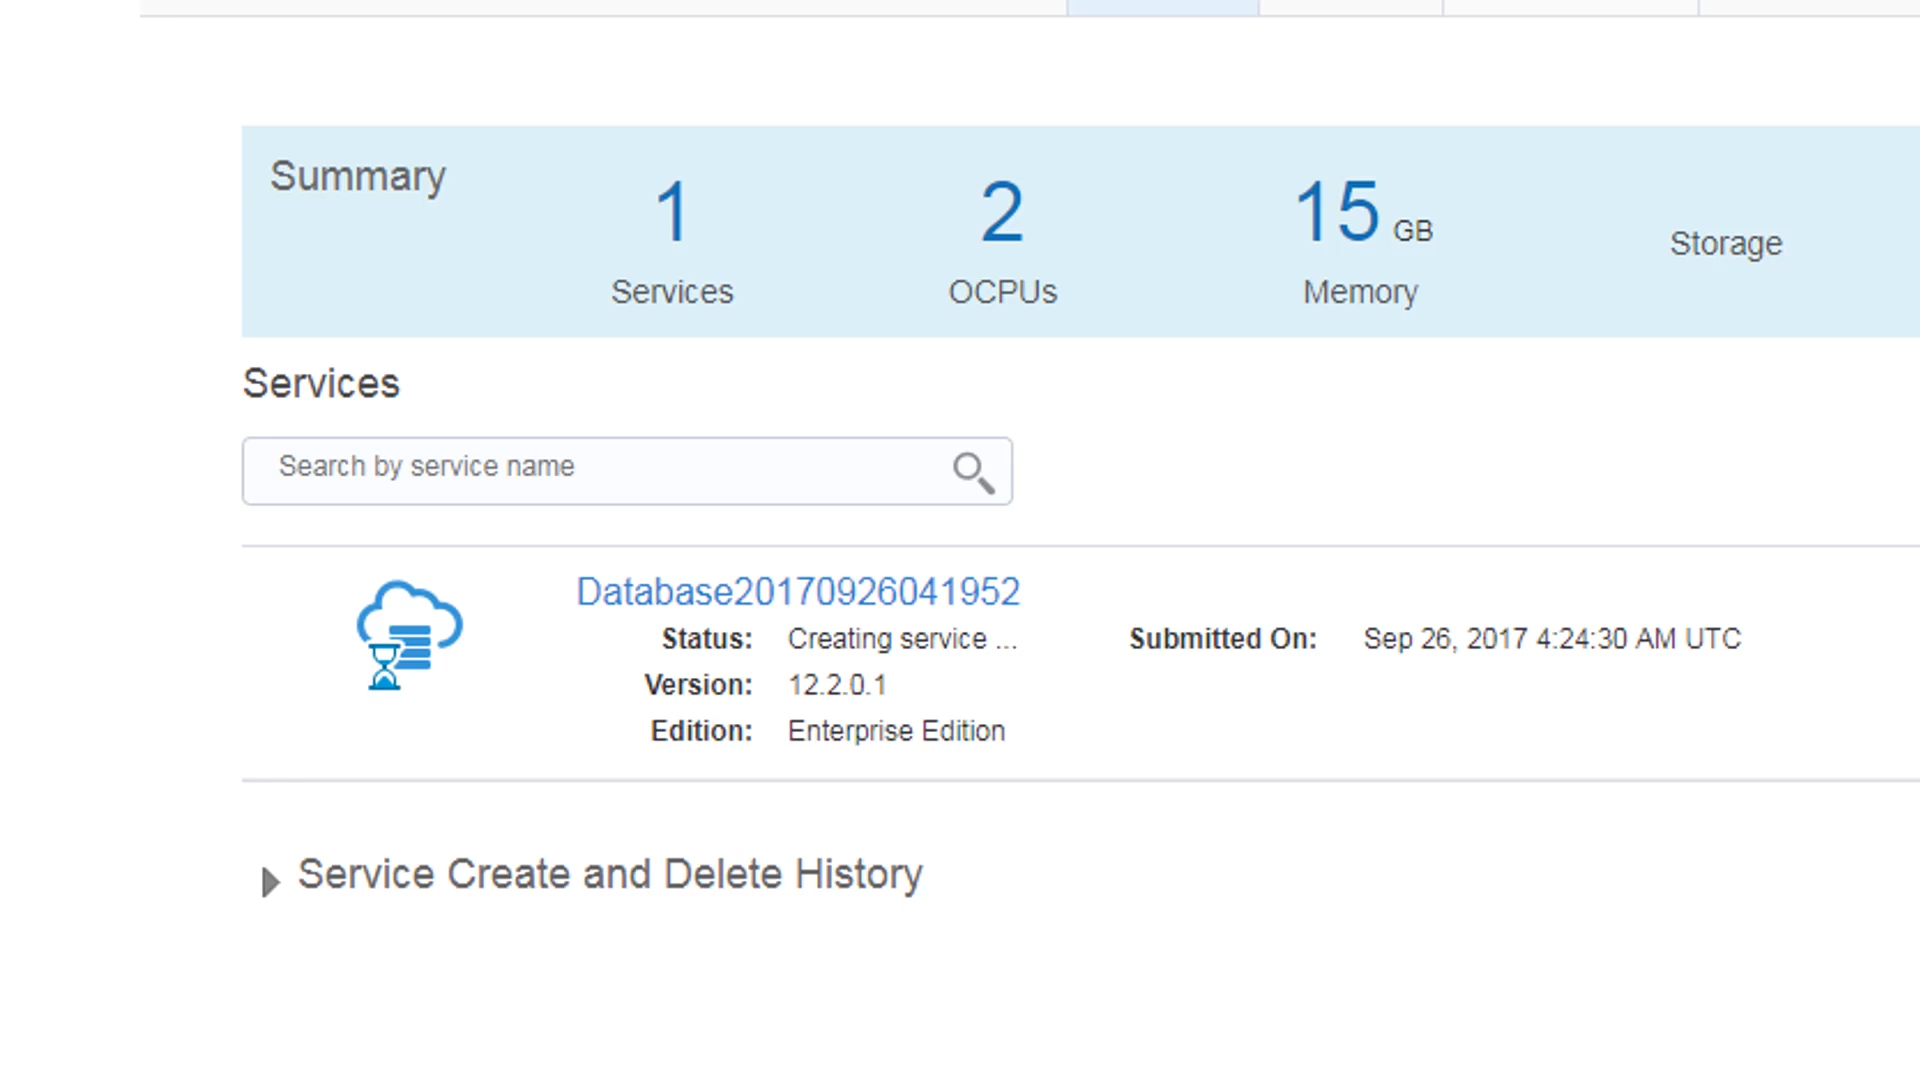 Summary
1
2
15 GB
Storage
Services
OCPUs
Memory
Services
Search by service name
Database20170926041952
Status: Creating service ... Submitted On: Sep 26, 2017 4:24:30 AM UTC
Version: 12.2.0.1
Edition: Enterprise Edition
Service Create and Delete History